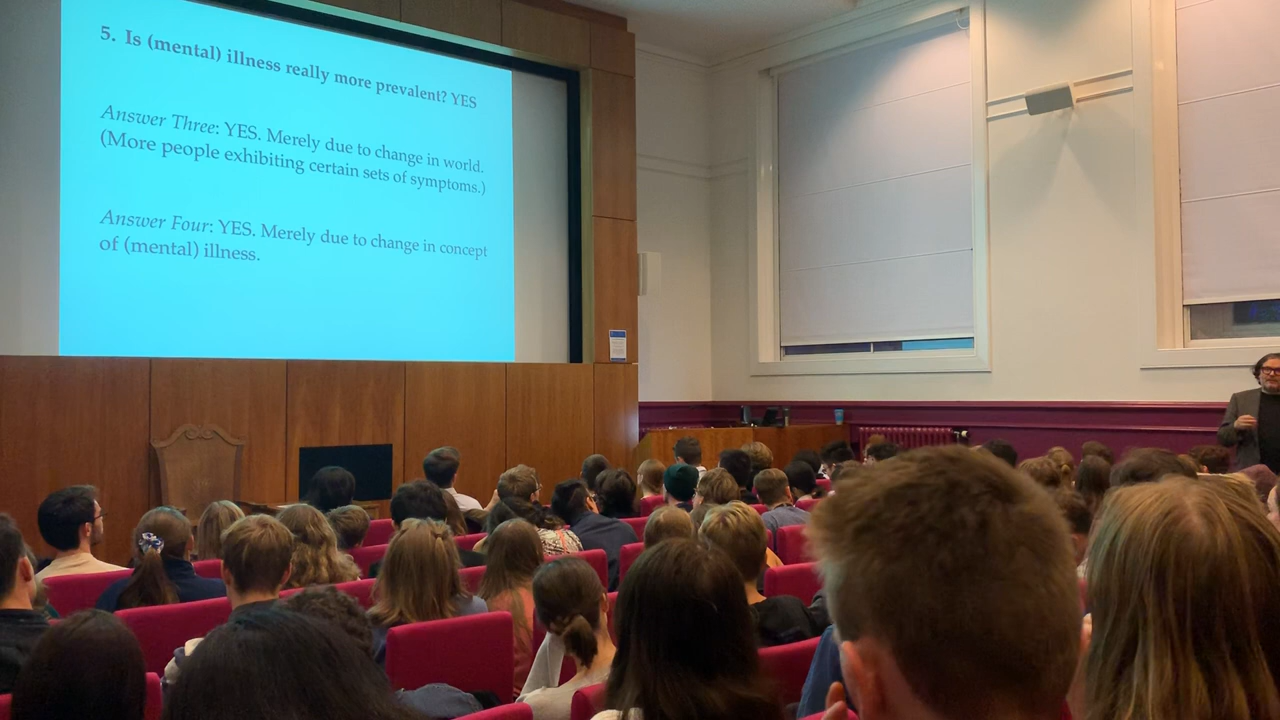 5. Is (mental) illness really more prevalent? YES
Answer Three: YES. Merely due to change in world.
(More people exhibiting certain sets of symptoms.)
Answer Four: YES. Merely due to change in concept
of (mental) illness.